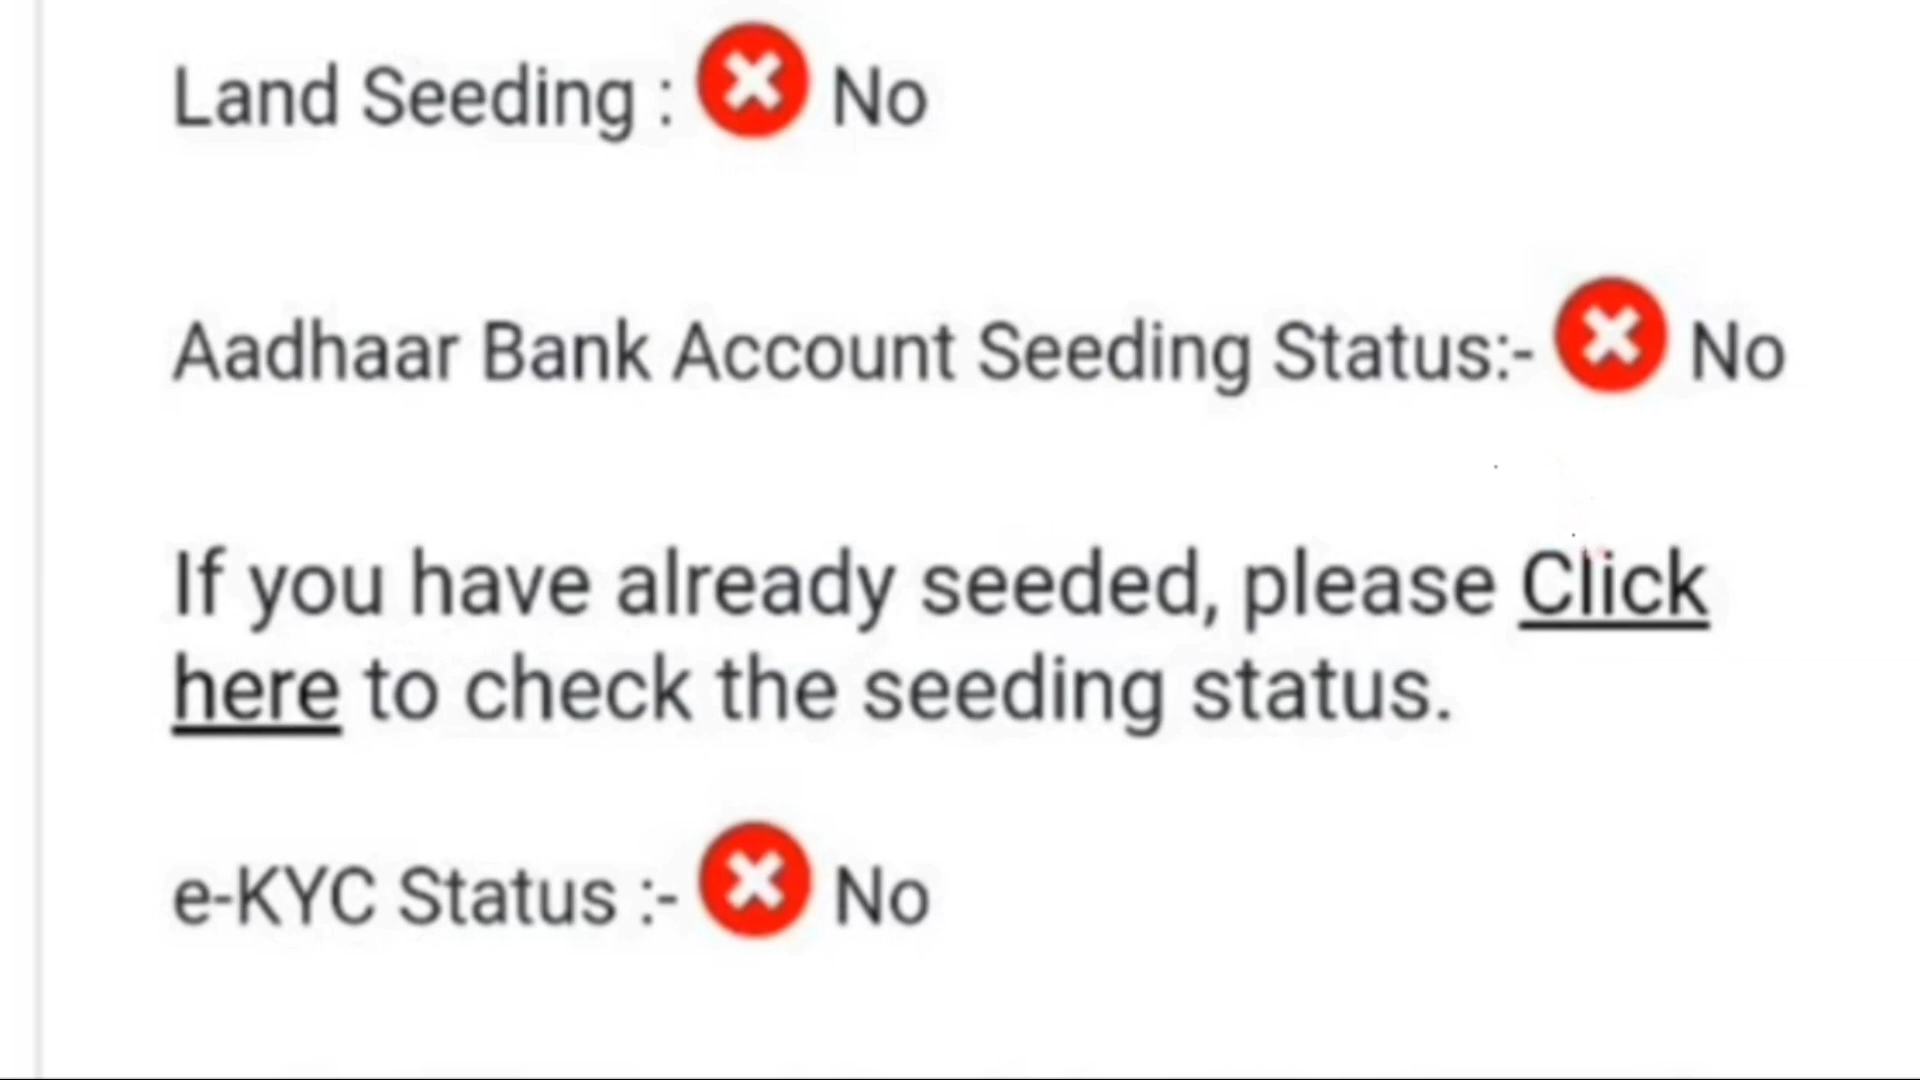 Land Seeding : No
Aadhaar Bank Account Seeding Status:- No
If you have already seeded, please Click
here to check the seeding status.
e-KYC Status :- No